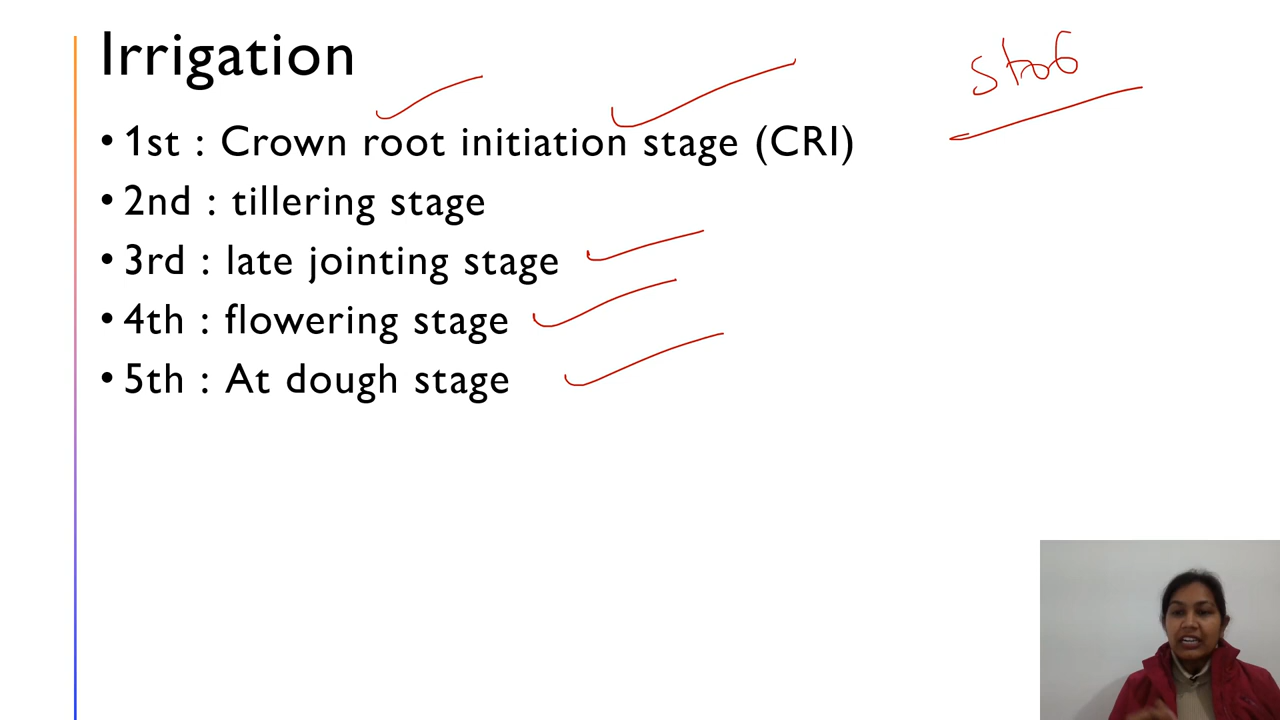 Irrigation
5to6
• 1st : Crown root initiation stage (CRI)
• 2nd : tillering stage
• 3rd : late jointing stage
• 4th : flowering stage
• 5th : At dough stage